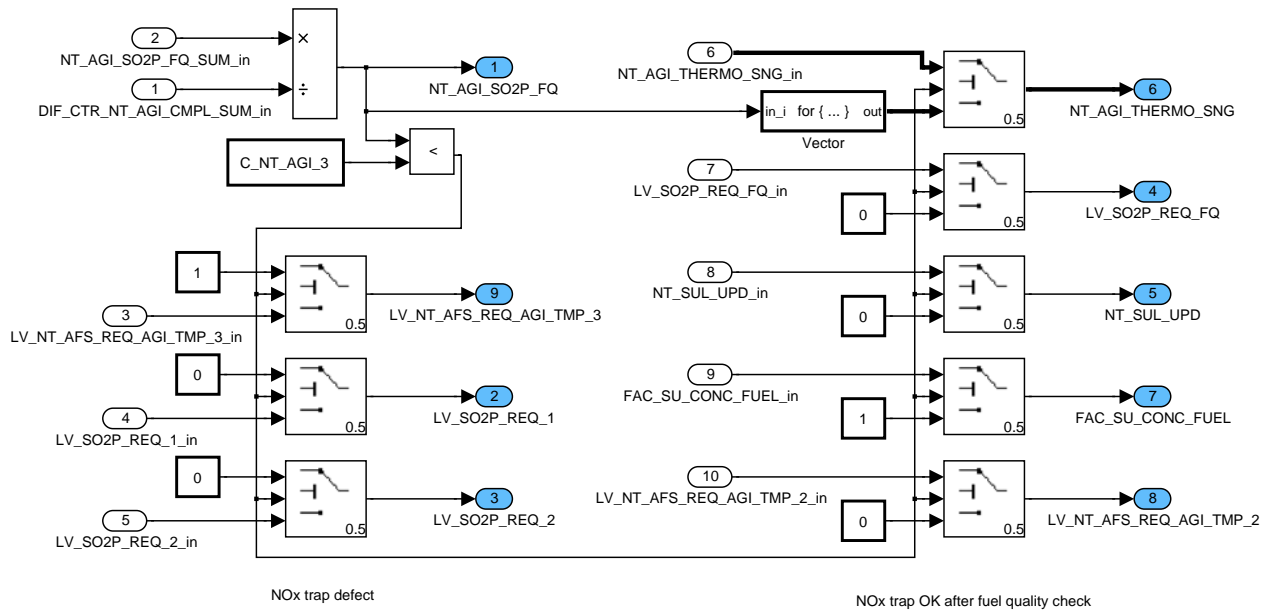 2
NT_AGI_SO2P_FQ_SUM_in
1
DIF_CTR_NT_AGI_CMPL_SUM_in
×
÷
1
NT_AGI_SO2P_FQ
C_NT_AGI_3
<
6
NT_AGI_THERMO_SNG_in
in_i for { ... } out
Vector
0.5
6
NT_AGI_THERMO_SNG
7
LV_SO2P_REQ_FQ_in
0
0.5
4
LV_SO2P_REQ_FQ
1
3
LV_NT_AFS_REQ_AGI_TMP_3_in
0.5
9
LV_NT_AFS_REQ_AGI_TMP_3
8
NT_SUL_UPD_in
0
0.5
5
NT_SUL_UPD
0
4
LV_SO2P_REQ_1_in
0.5
2
LV_SO2P_REQ_1
9
FAC_SU_CONC_FUEL_in
1
0.5
7
FAC_SU_CONC_FUEL
0
5
LV_SO2P_REQ_2_in
0.5
3
LV_SO2P_REQ_2
10
LV_NT_AFS_REQ_AGI_TMP_2_in
0
0.5
8
LV_NT_AFS_REQ_AGI_TMP_2
NOx trap defect
NOx trap OK after fuel quality check